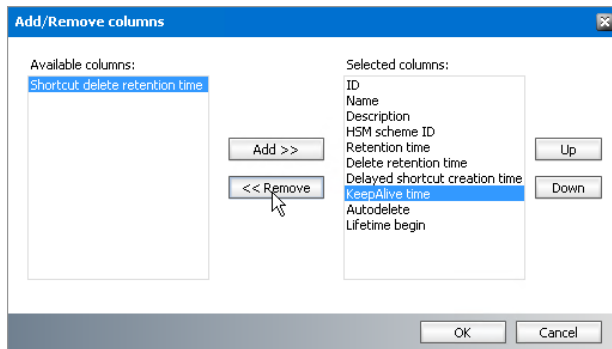 Add/Remove columns
Available columns:
Shortcut delete retention time
Add >>
<< Remove
Selected columns:
ID
Name
Description
HSM scheme ID
Retention time
Delete retention time
Delayed shortcut creation time
KeepAlive time
Autodelete
Lifetime begin
Up
Down
OK
Cancel